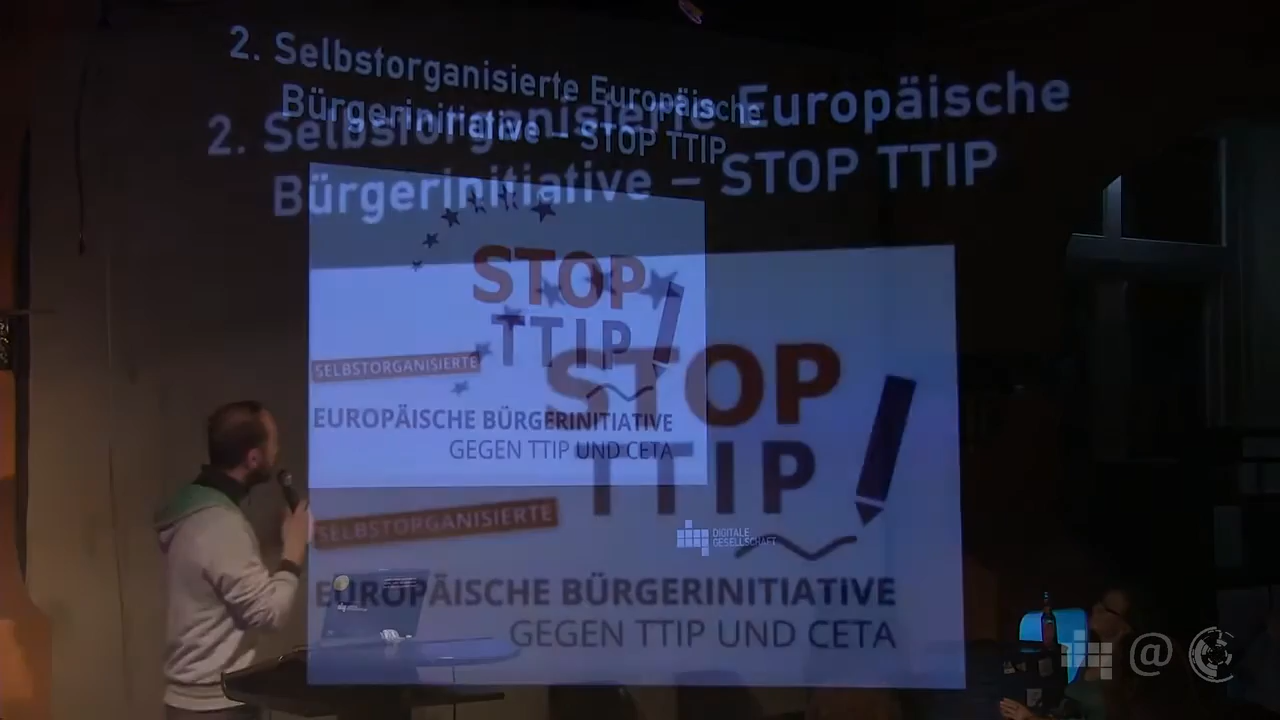 2. Selbstorganisierte Europäische
Bürgerinitiative – STOP TTIP
2. Selbstorganisierte Europäische
Bürgerinitiative – STOP TTIP
STOP
TTIP
SELBSTORGANISIERTE
EUROPÄISCHE BÜRGERINITIATIVE
GEGEN TTIP UND CETA
STOP
TTIP
SELBSTORGANISIERTE
EUROPÄISCHE BÜRGERINITIATIVE
GEGEN TTIP UND CETA
DIGITALE
GESELLSCHAFT
@